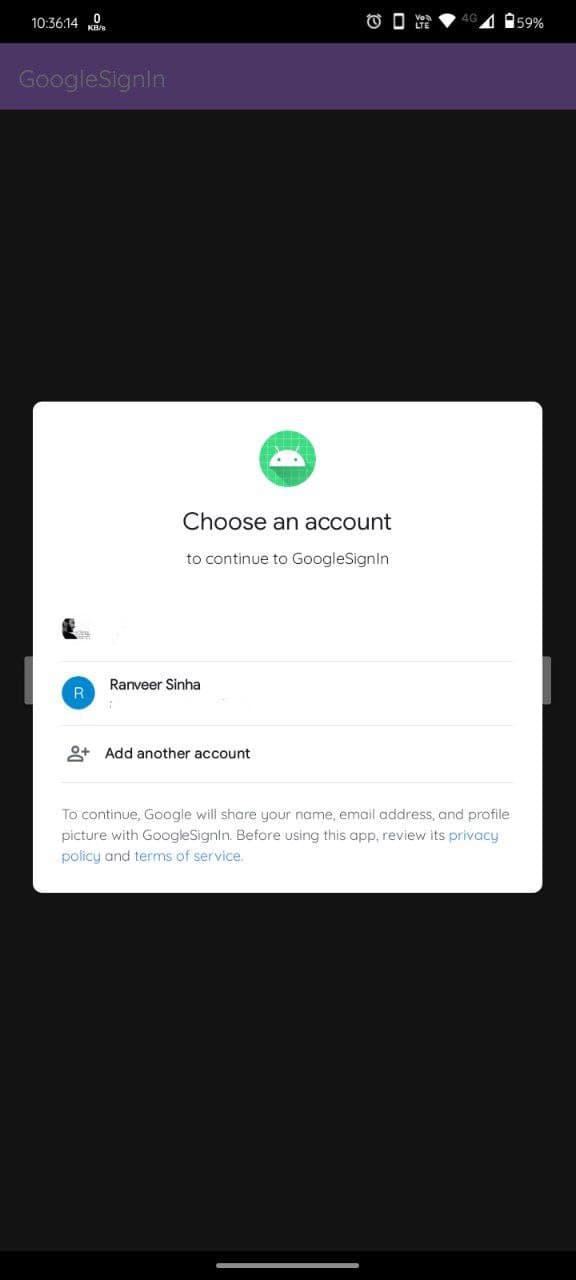 10:36:14 0 KB/s Vo LTE 4G 59%
GoogleSignIn
Choose an account
to continue to GoogleSignIn
R Ranveer Sinha
Add another account
To continue, Google will share your name, email address, and profile
picture with GoogleSignIn. Before using this app, review its privacy
policy and terms of service.